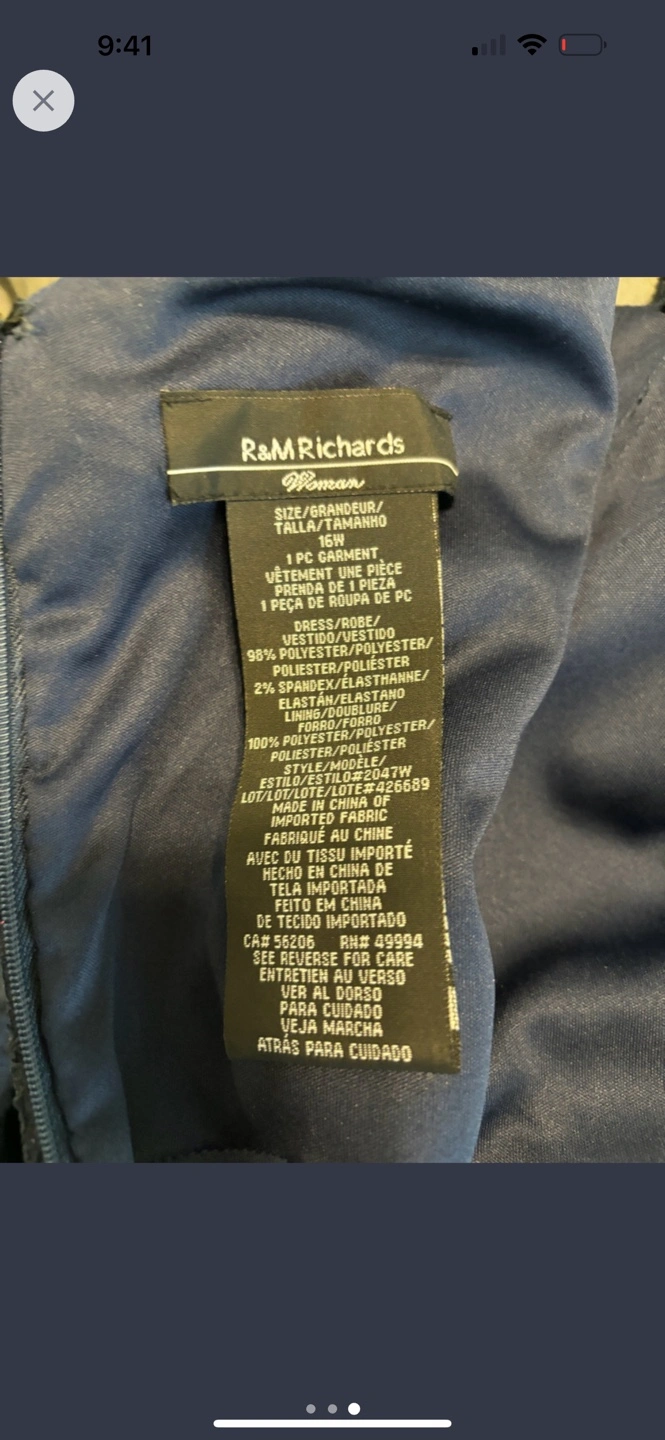 9:41
R&M Richards
Woman
SIZE/GRANDEUR/
TALLA/TAMANHO
16W
1 PC GARMENT
VÊTEMENT UNE PIÈCE
PRENDA DE 1 PIEZA
1 PEÇA DE ROUPA DE PC
DRESS/ROBE/
VESTIDO/VESTIDO
98% POLYESTER/POLYESTER/
POLIESTER/POLIÉSTER
2% SPANDEX/ÉLASTHANNE/
ELASTÁN/ELASTANO
LINING/DOUBLURE/
FORRO/FORRO
100% POLYESTER/POLYESTER/
POLIESTER/POLIÉSTER
STYLE/MODÈLE/
ESTILO/ESTILO#2047W
LOT/LOT/LOTE/LOTE#426689
MADE IN CHINA OF
IMPORTED FABRIC
FABRIQUÉ AU CHINE
AVEC DU TISSU IMPORTÉ
HECHO EN CHINA DE
TELA IMPORTADA
FEITO EM CHINA
DE TECIDO IMPORTADO
CA# 56206 RN# 49994
SEE REVERSE FOR CARE
ENTRETIEN AU VERSO
VER AL DORSO
PARA CUIDADO
VEJA MARCHA
ATRÁS PARA CUIDADO